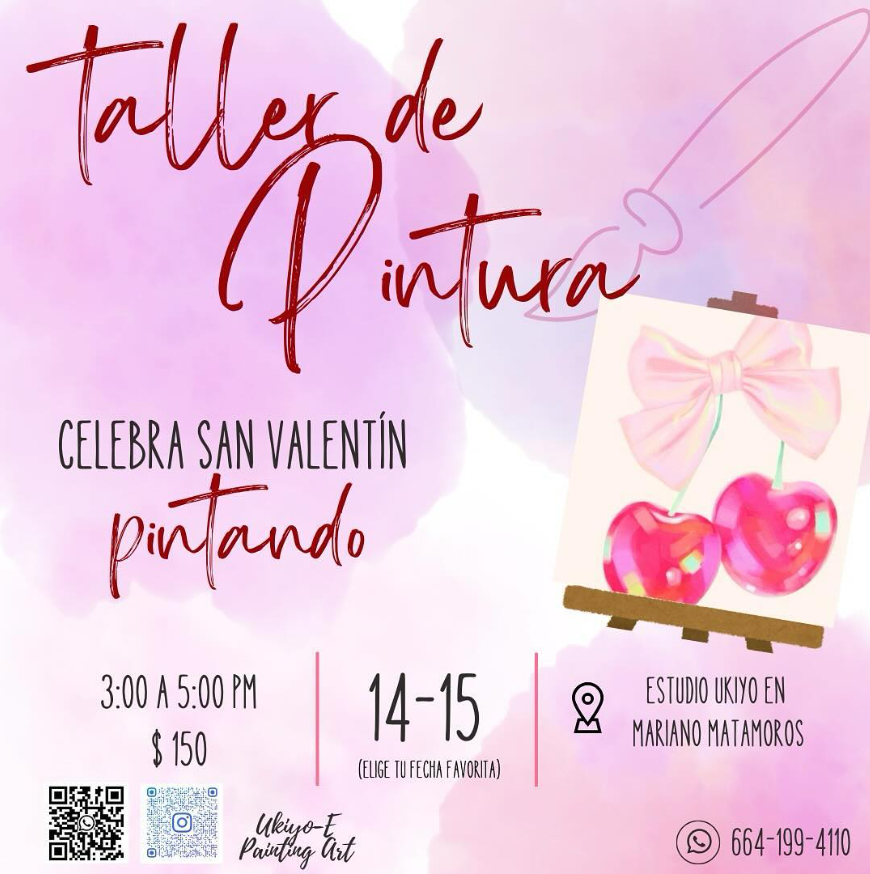 Taller de
Pintura
CELEBRA SAN VALENTÍN
pintando
3:00 A 5:00 PM
$ 150
14-15
(ELIGE TU FECHA FAVORITA)
ESTUDIO UKIYO EN
MARIANO MATAMOROS
Ukiyo-E
Painting Art
664-199-4110